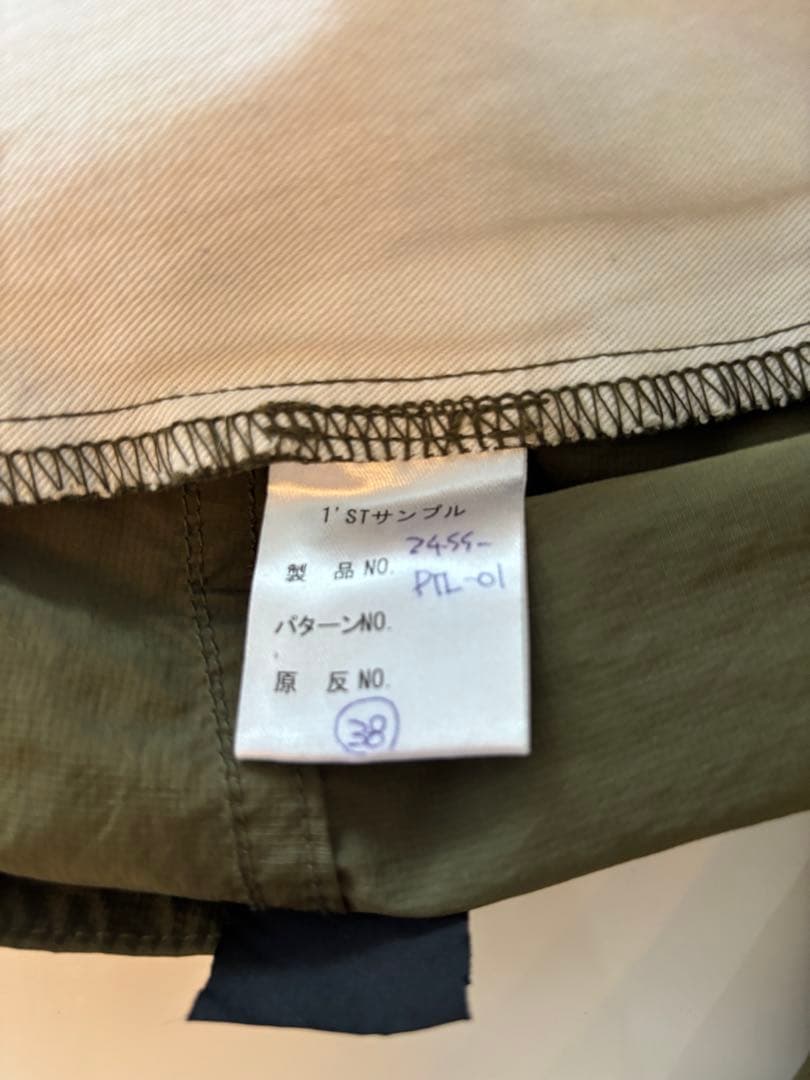 1'STサンプル
製 品 NO. 24SS-
PTL-01
パターンNO.
原 反 NO.
38